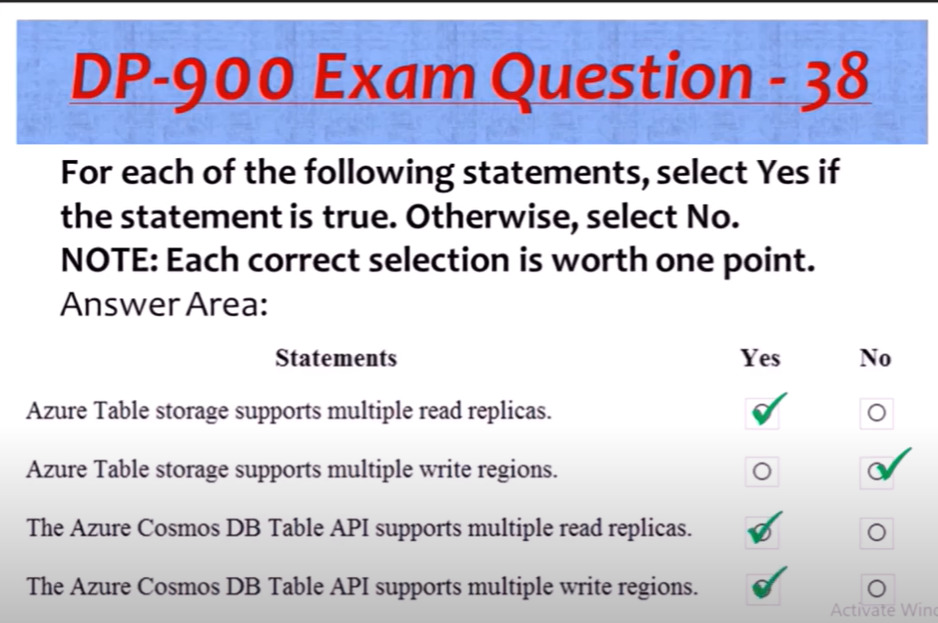 DP-900 Exam Question - 38
For each of the following statements, select Yes if
the statement is true. Otherwise, select No.
NOTE: Each correct selection is worth one point.
Answer Area:
Statements Yes No
Azure Table storage supports multiple read replicas.
Azure Table storage supports multiple write regions.
The Azure Cosmos DB Table API supports multiple read replicas.
The Azure Cosmos DB Table API supports multiple write regions.
Activate